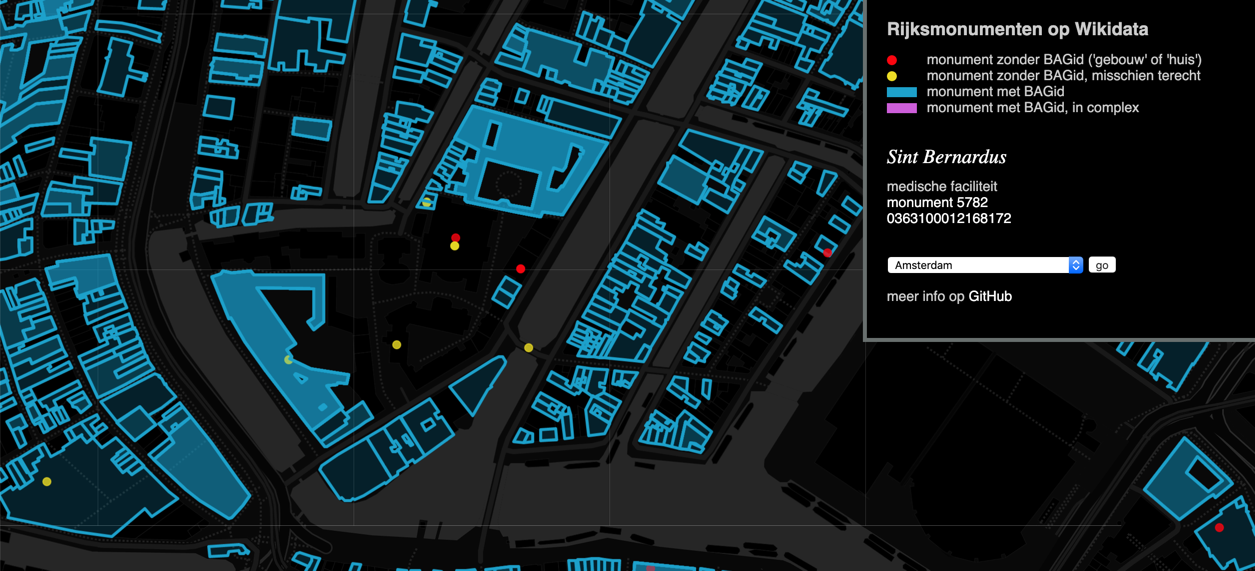 Rijksmonumenten op Wikidata
monument zonder BAGid ('gebouw' of 'huis')
monument zonder BAGid, misschien terecht
monument met BAGid
monument met BAGid, in complex
Sint Bernardus
medische faciliteit
monument 5782
0363100012168172
Amsterdam go
meer info op GitHub